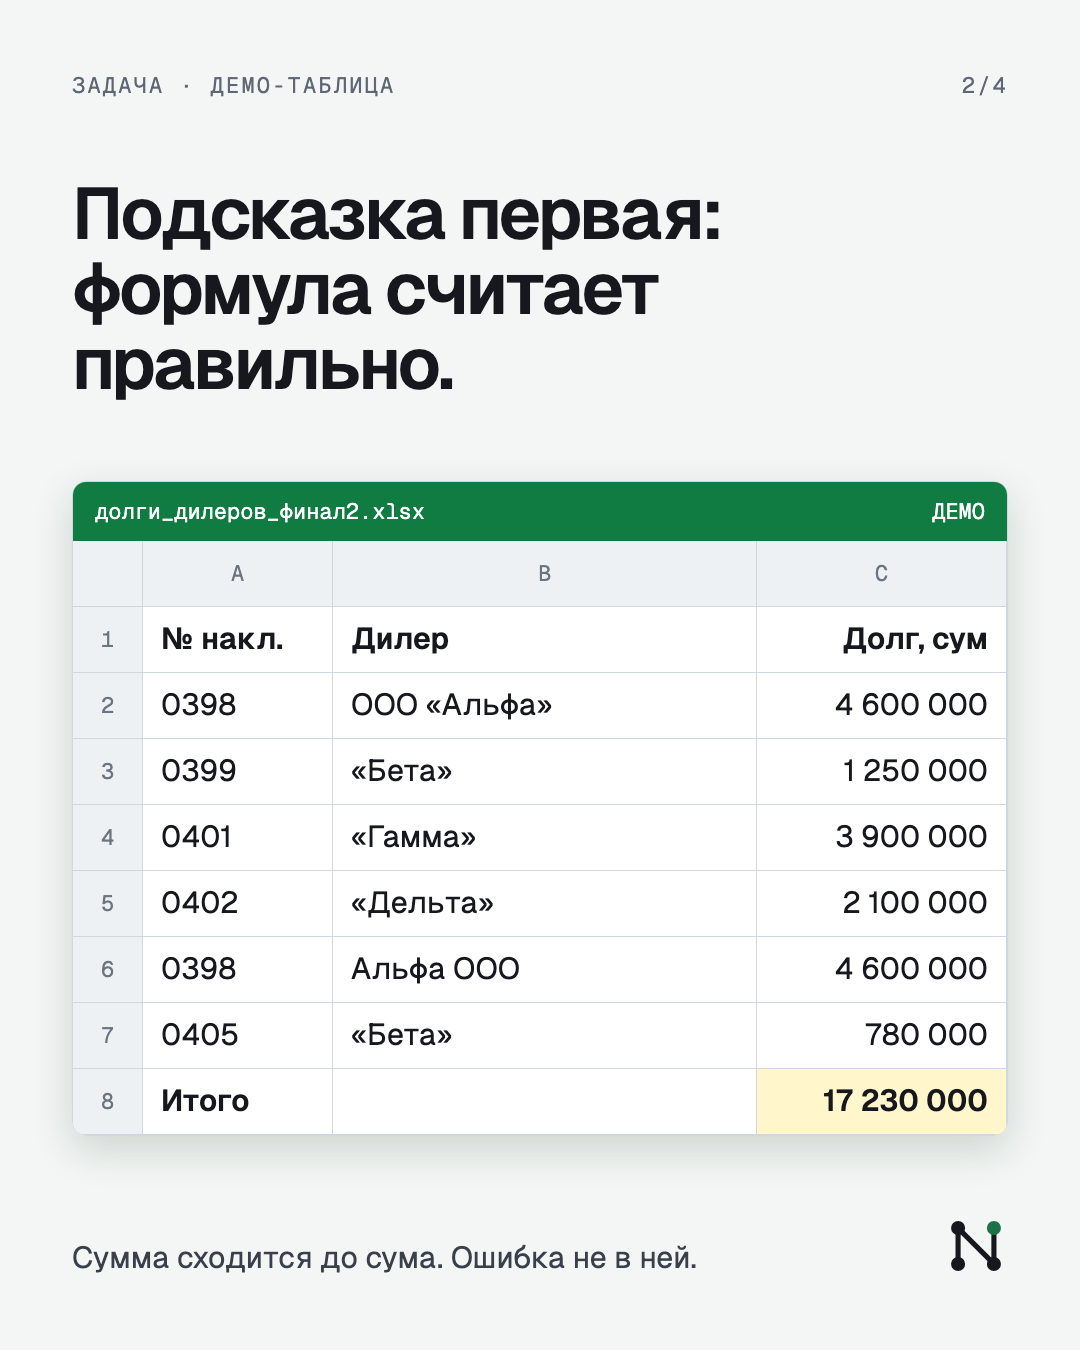 ЗАДАЧА · ДЕМО-ТАБЛИЦА 2/4
Подсказка первая:
формула считает
правильно.
долги_дилеров_финал2.xlsx ДЕМО
A B C
1 № накл. Дилер Долг, сум
2 0398 ООО «Альфа» 4 600 000
3 0399 «Бета» 1 250 000
4 0401 «Гамма» 3 900 000
5 0402 «Дельта» 2 100 000
6 0398 Альфа ООО 4 600 000
7 0405 «Бета» 780 000
8 Итого 17 230 000
Сумма сходится до сума. Ошибка не в ней.